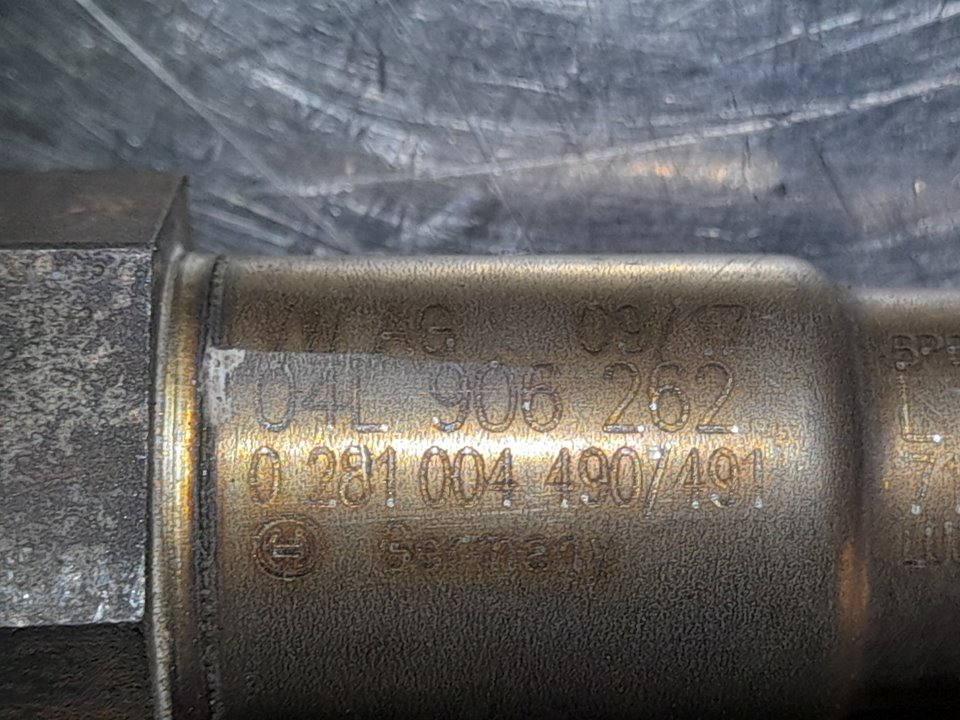 VW AG 09/17
04L 906 262
0 281 004 490/491
Germany